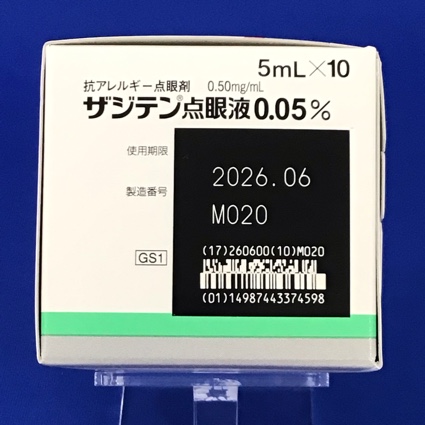 5mL×10
抗アレルギー点眼剤 0.50mg/mL
ザジテン®点眼液0.05%
使用期限
2026.06
製造番号
M020
(17)260600(10)M020
GS1
(01)14987443374598